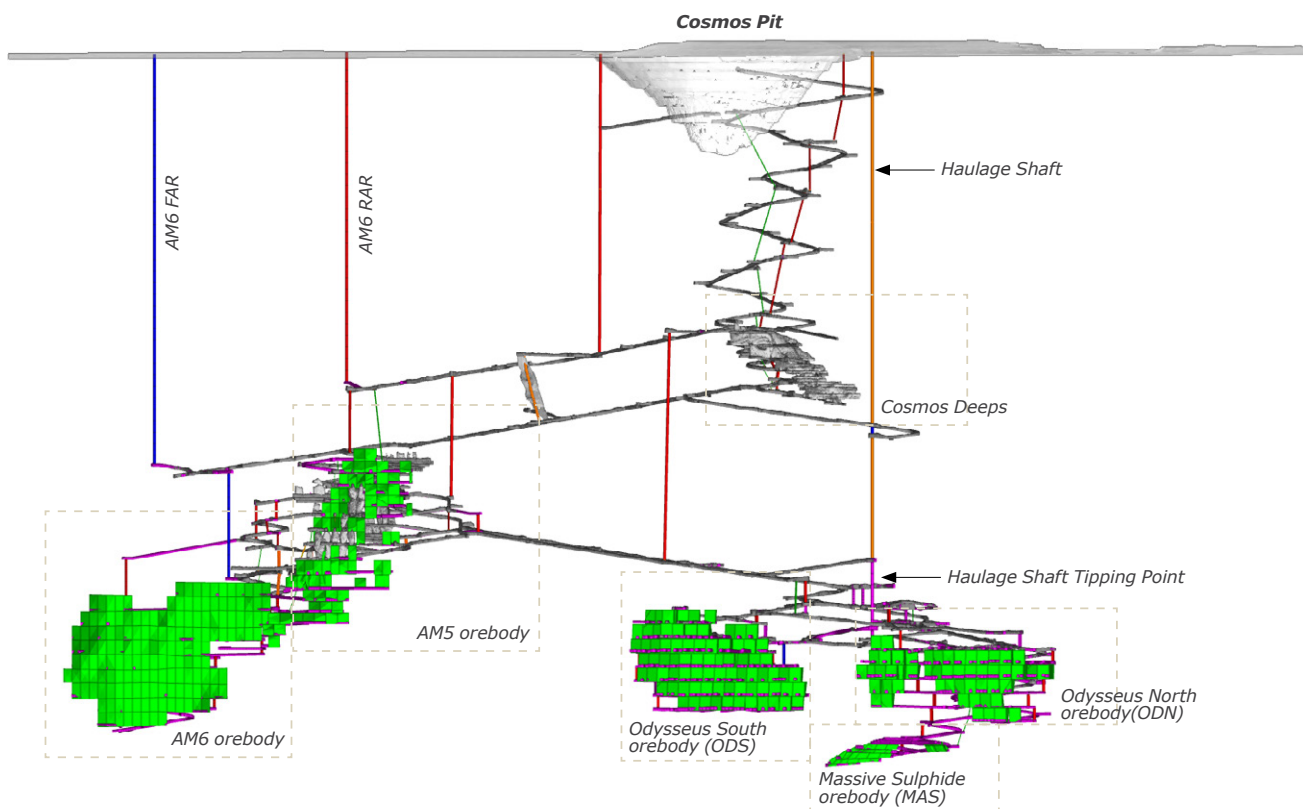 Cosmos Pit
AM6 FAR
AM6 RAR
Haulage Shaft
Cosmos Deeps
Haulage Shaft Tipping Point
AM5 orebody
AM6 orebody
Odysseus South
orebody (ODS)
Odysseus North
orebody(ODN)
Massive Sulphide
orebody (MAS)